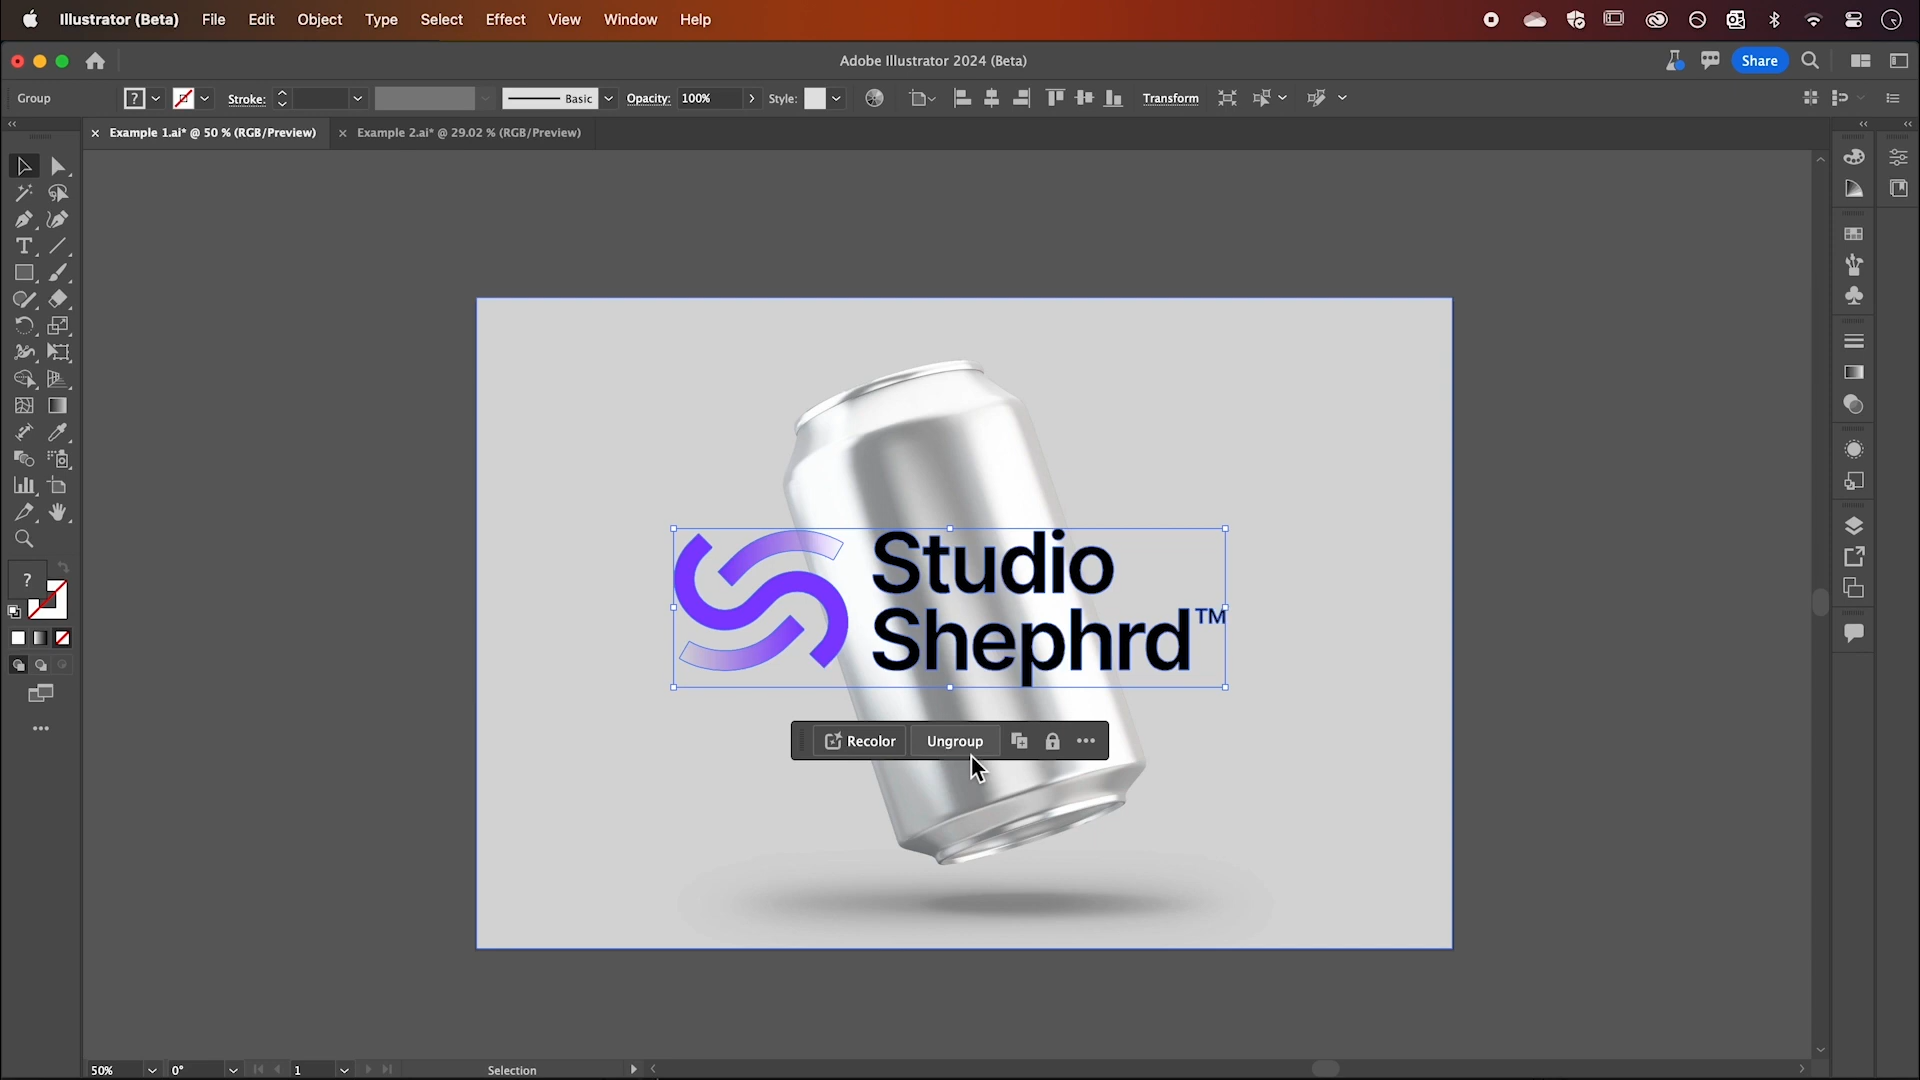 Illustrator (Beta) File Edit Object Type Select Effect View Window Help
Adobe Illustrator 2024 (Beta)
Share
Group
? Stroke: Basic Opacity: 100% Style: Transform
Example 1.ai* @ 50 % (RGB/Preview) Example 2.ai* @ 29.02 % (RGB/Preview)
Studio
Shephrd™
?
Recolor Ungroup
50% 0° 1 Selection